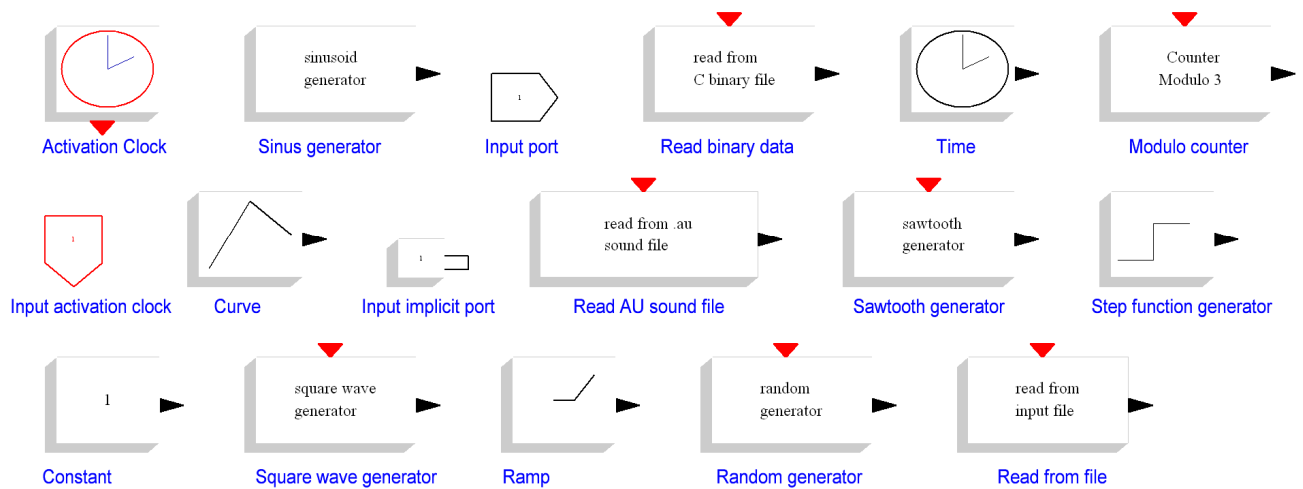 sinusoid
generator
1
read from
C binary file
Counter
Modulo 3
Activation Clock
Sinus generator
Input port
Read binary data
Time
Modulo counter
1
1
read from .au
sound file
sawtooth
generator
Input activation clock
Curve
Input implicit port
Read AU sound file
Sawtooth generator
Step function generator
1
square wave
generator
random
generator
read from
input file
Constant
Square wave generator
Ramp
Random generator
Read from file